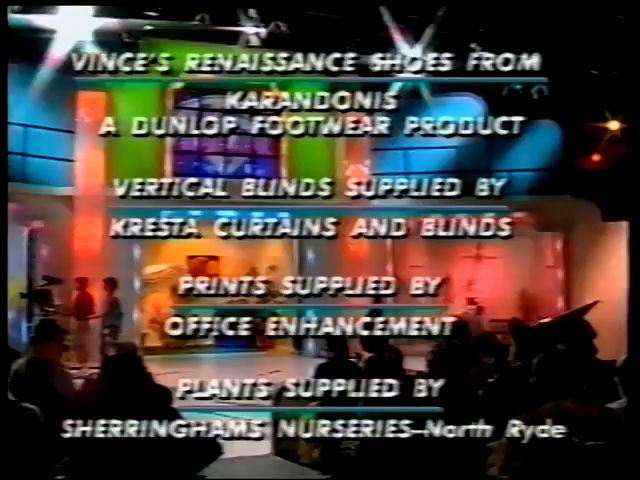 VINCE'S RENAISSANCE SHOES FROM
KARANDONIS
A DUNLOP FOOTWEAR PRODUCT
VERTICAL BLINDS SUPPLIED BY
KRESTA CURTAINS AND BLINDS
PRINTS SUPPLIED BY
OFFICE ENHANCEMENT
PLANTS SUPPLIED BY
SHERRINGHAMS NURSERIES–North Ryde